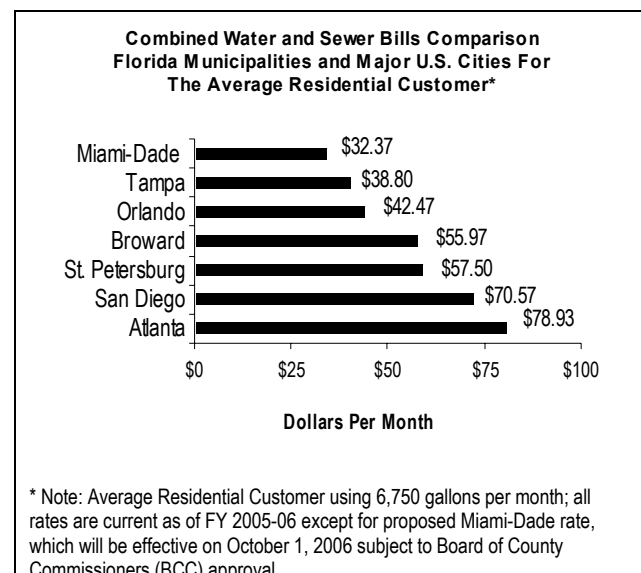 Combined Water and Sewer Bills Comparison
Florida Municipalities and Major U.S. Cities For
The Average Residential Customer*
Miami-Dade $32.37
Tampa $38.80
Orlando $42.47
Broward $55.97
St. Petersburg $57.50
San Diego $70.57
Atlanta $78.93
$0 $25 $50 $75 $100
Dollars Per Month
* Note: Average Residential Customer using 6,750 gallons per month; all
rates are current as of FY 2005-06 except for proposed Miami-Dade rate,
which will be effective on October 1, 2006 subject to Board of County
Commissioners (BCC) approval